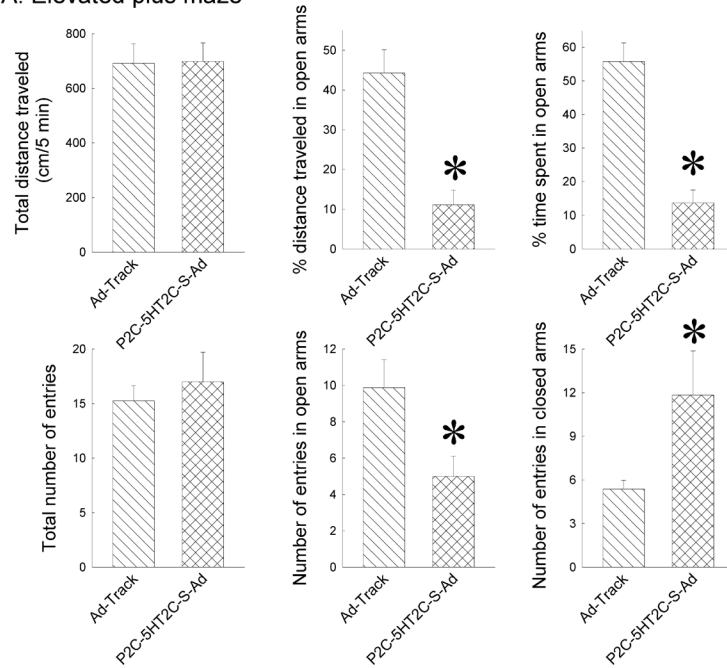 A. Elevated plus maze
Total distance traveled
(cm/5 min)
800
600
400
200
0
Ad-Track
P2C-5HT2C-S-Ad
% distance traveled in open arms
50
40
30
20
10
0
Ad-Track
P2C-5HT2C-S-Ad
*
% time spent in open arms
60
50
40
30
20
10
0
Ad-Track
P2C-5HT2C-S-Ad
*
Total number of entries
20
15
10
5
0
Ad-Track
P2C-5HT2C-S-Ad
Number of entries in open arms
12
10
8
6
4
2
0
Ad-Track
P2C-5HT2C-S-Ad
*
Number of entries in closed arms
15
12
9
6
3
0
Ad-Track
P2C-5HT2C-S-Ad
*